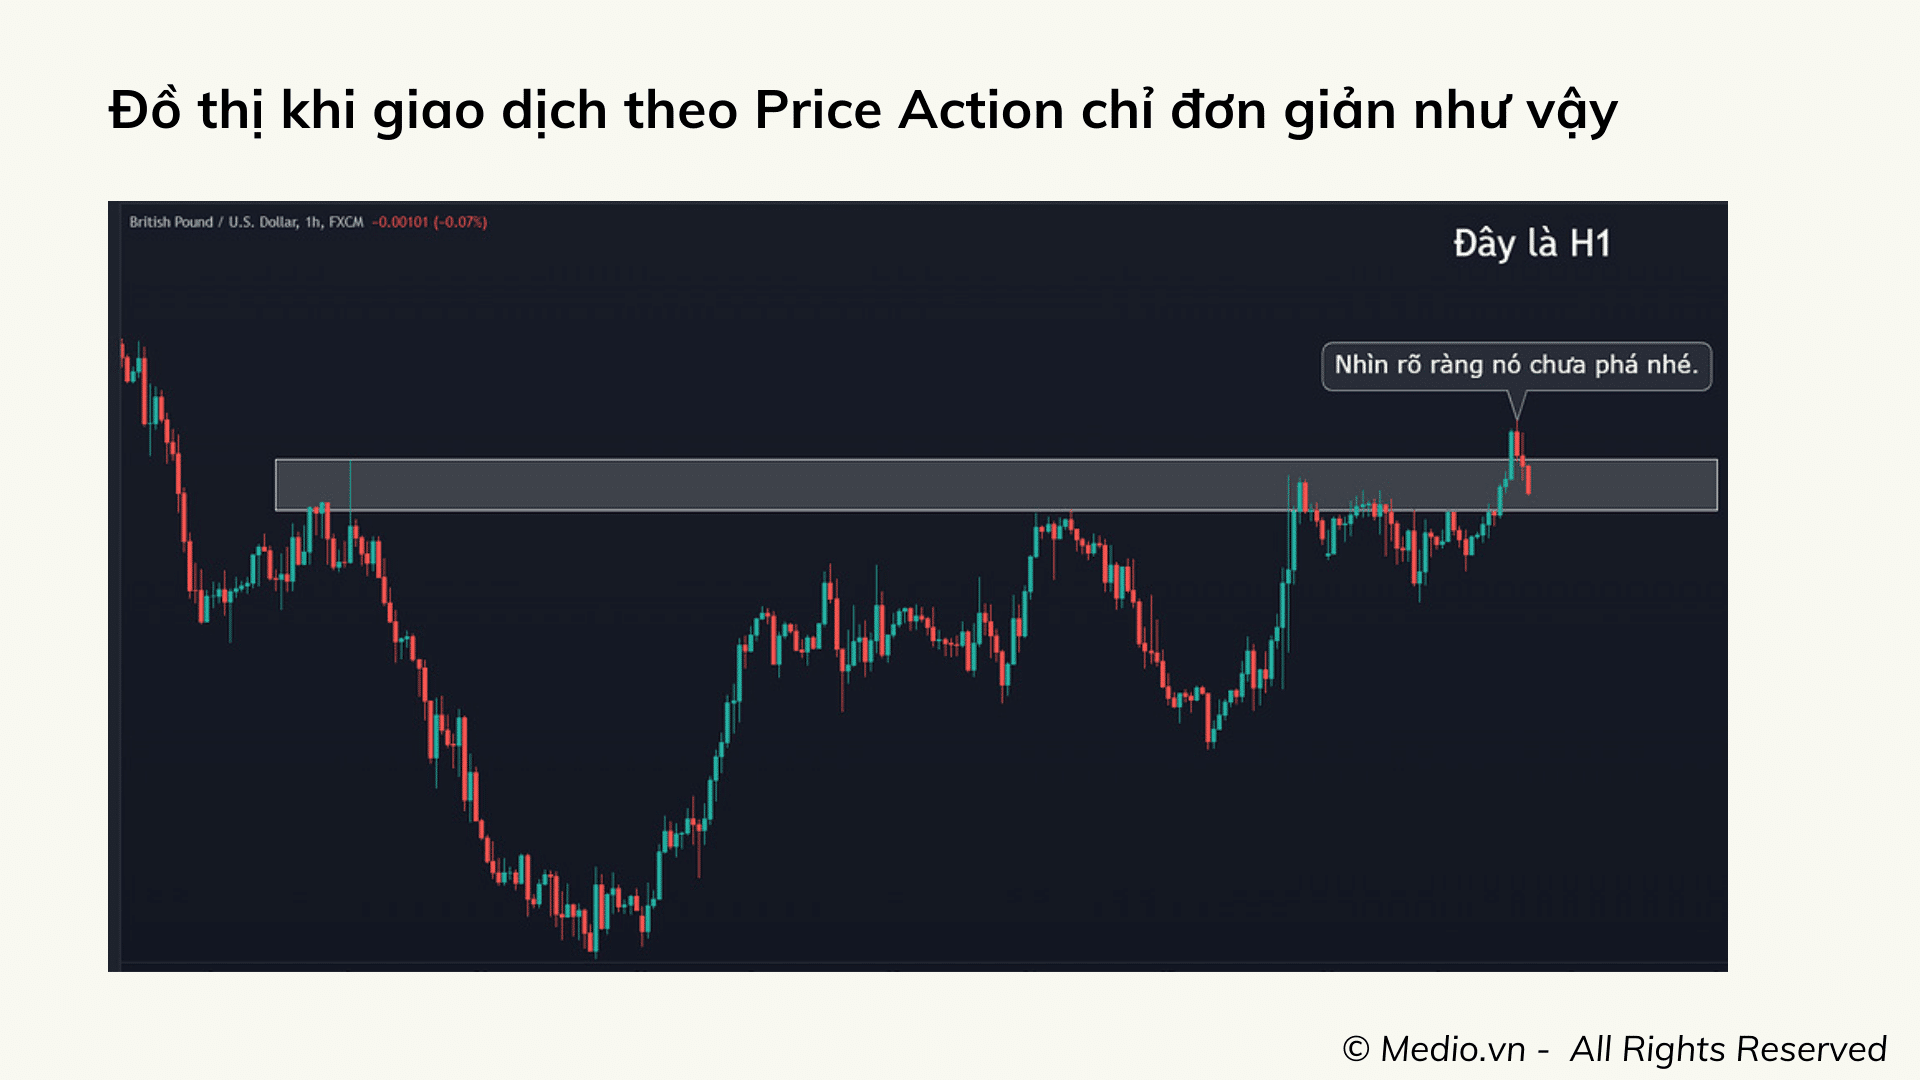 Đồ thị khi giao dịch theo Price Action chỉ đơn giản như vậy
British Pound / U.S. Dollar, 1h, FXCM −0.00101 (−0.07%)
Đây là H1
Nhìn rõ ràng nó chưa phá nhé.
© Medio.vn - All Rights Reserved